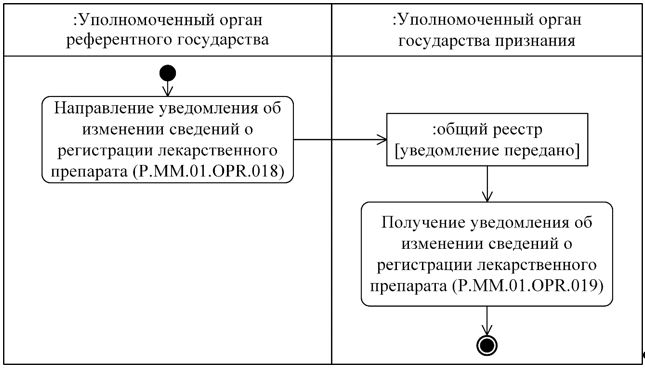 :Уполномоченный орган
референтного государства
:Уполномоченный орган
государства признания
Направление уведомления об
изменении сведений о
регистрации лекарственного
препарата (P.MM.01.OPR.018)
:общий реестр
[уведомление передано]
Получение уведомления об
изменении сведений о
регистрации лекарственного
препарата (P.MM.01.OPR.019)